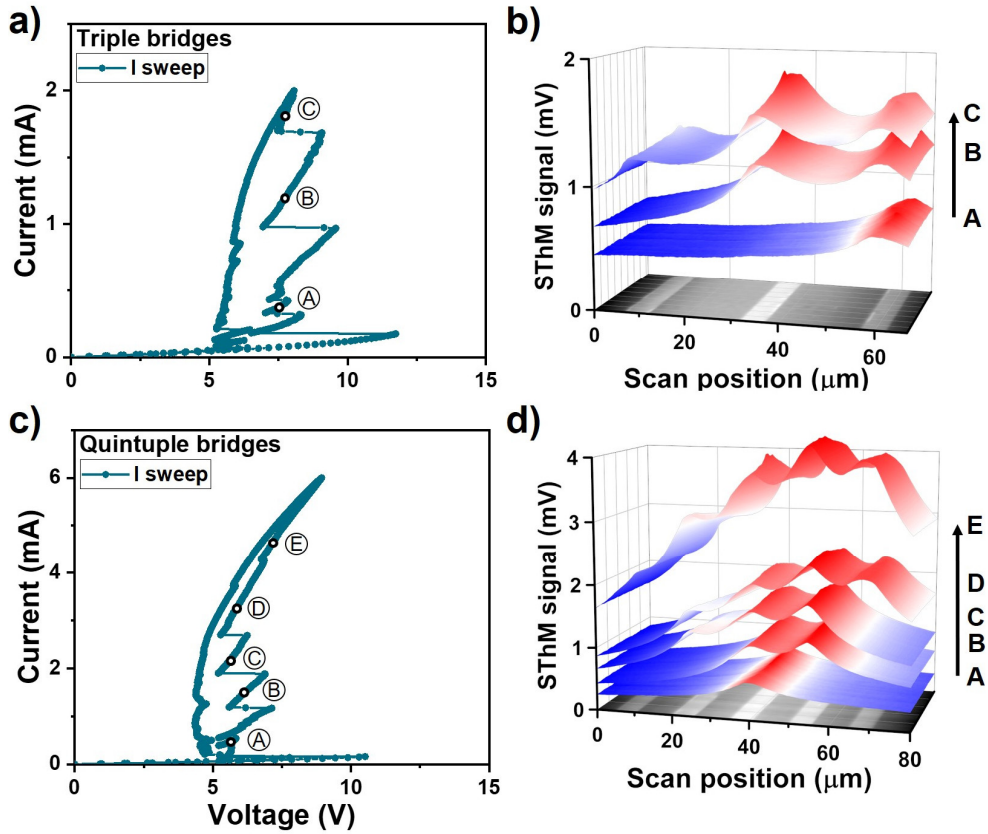 a)
Triple bridges
I sweep
Current (mA)
2
1
0
0
5
10
15
A
B
C
b)
SThM signal (mV)
2
1
0
0
20
40
60
Scan position (μm)
C
B
A
c)
Quintuple bridges
I sweep
Current (mA)
6
4
2
0
0
5
10
15
Voltage (V)
A
B
C
D
E
d)
SThM signal (mV)
4
3
2
1
0
0
20
40
60
80
Scan position (μm)
E
D
C
B
A